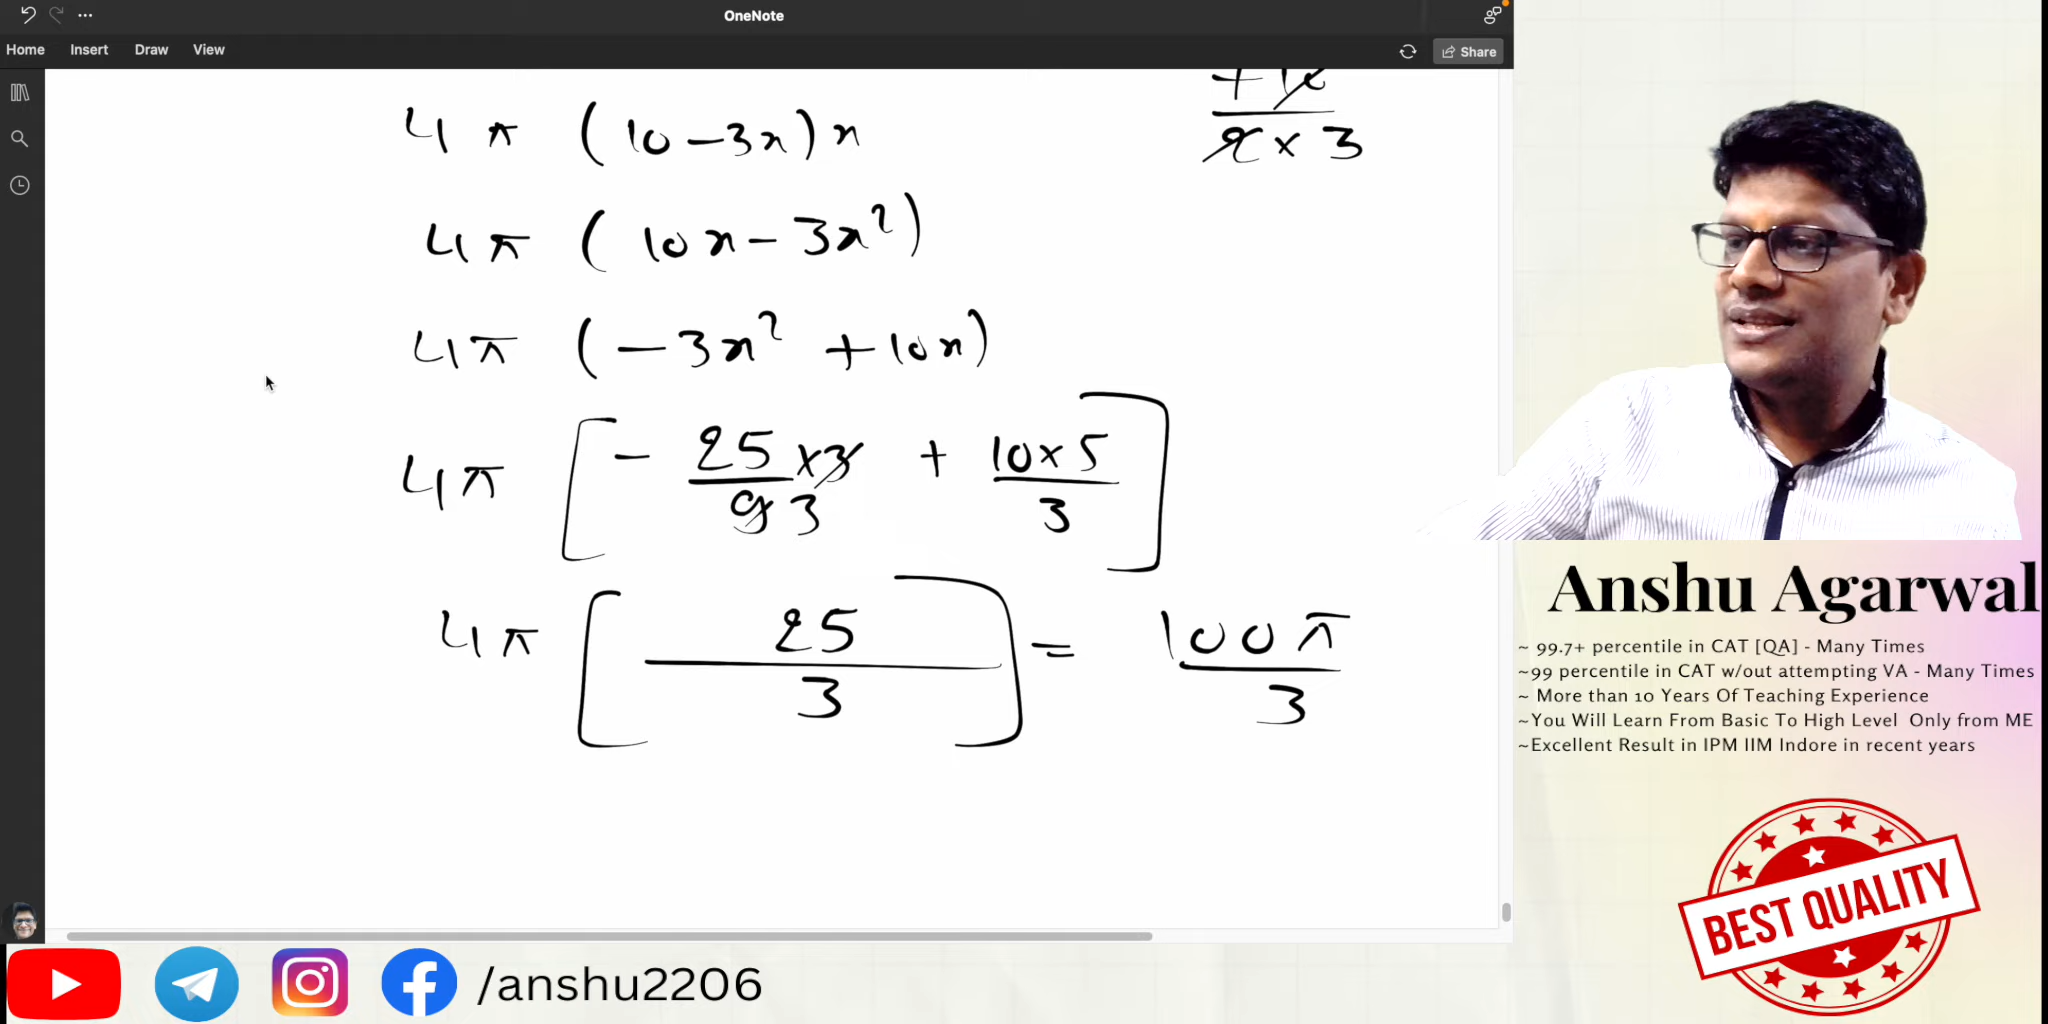 OneNote
Home Insert Draw View
Share
4π (10-3x)x
+10
2×3
4π (10x-3x²)
4π (-3x² +10x)
4π [- 25×3/9 3 + 10×5/3]
4π [25/3] = 100π/3
Anshu Agarwal
~ 99.7+ percentile in CAT [QA] - Many Times
~99 percentile in CAT w/out attempting VA - Many Times
~ More than 10 Years Of Teaching Experience
~You Will Learn From Basic To High Level Only from ME
~Excellent Result in IPM IIM Indore in recent years
BEST QUALITY
/anshu2206